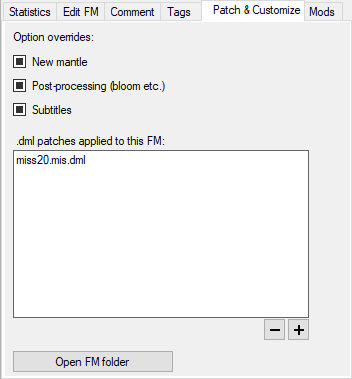 Statistics Edit FM Comment Tags Patch & Customize Mods
Option overrides:
New mantle
Post-processing (bloom etc.)
Subtitles
.dml patches applied to this FM:
miss20.mis.dml
Open FM folder